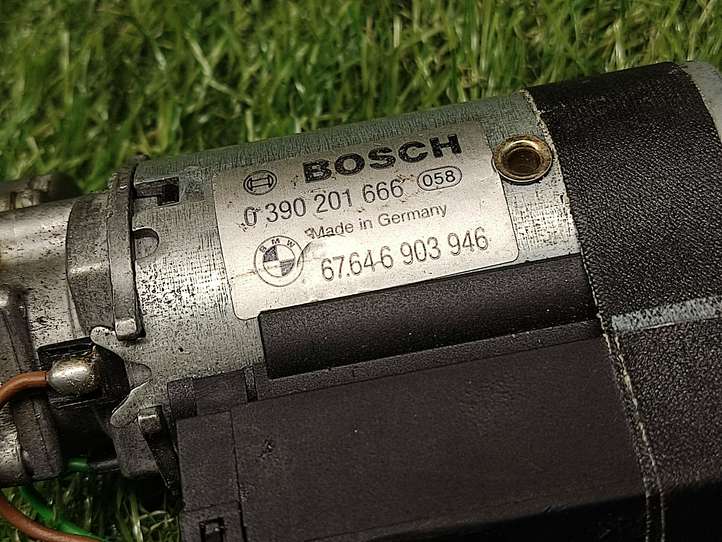 BOSCH
0 390 201 666 058
Made in Germany
BMW
67.64-6 903 946